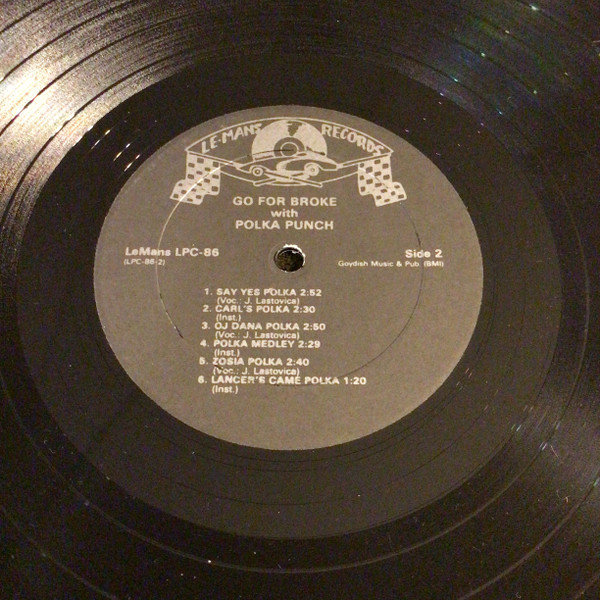 LE-MANS RECORDS
GO FOR BROKE
with
POLKA PUNCH
LeMans LPC-86
(LPC-86-2)
Side 2
Goydish Music & Pub. (BMI)
1. SAY YES POLKA 2:52
(Voc.: J. Lastovica)
2. CARL'S POLKA 2:30
(Inst.)
3. OJ DANA POLKA 2:50
(Voc.: J. Lastovica)
4. POLKA MEDLEY 2:29
(Inst.)
5. ZOSIA POLKA 2:40
(Voc.: J. Lastovica)
6. LANCER'S CAME POLKA 1:20
(Inst.)